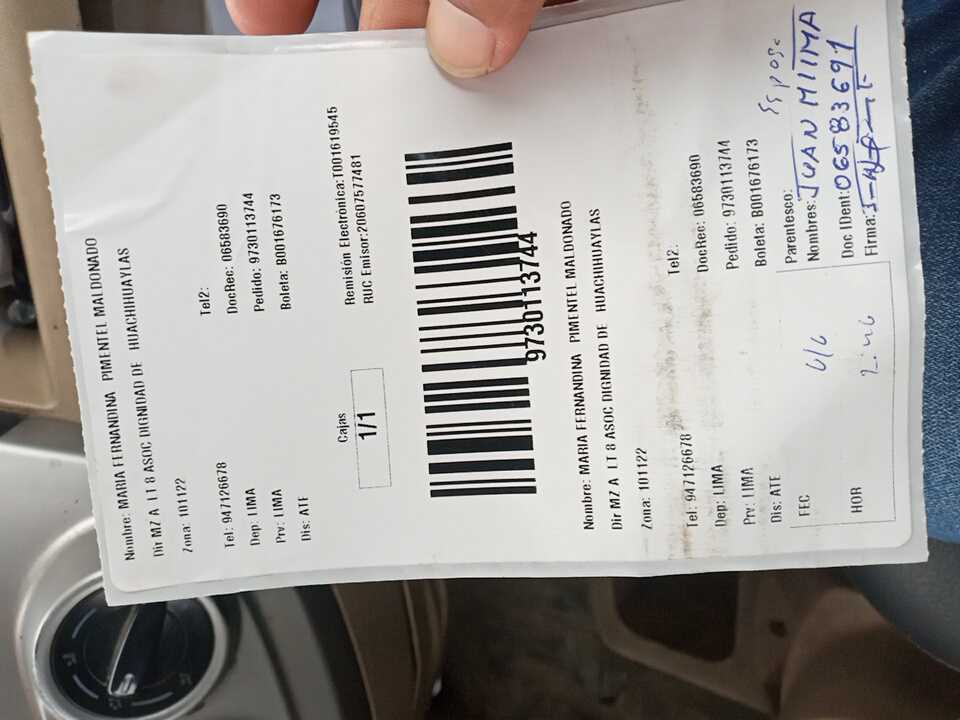 Nombre: MARIA FERNANDINA PIMENTEL MALDONADO
Dir MZ A LT 8 ASOC DIGNIDAD DE HUACHIHUAYLAS
Zona: 101122
Tel: 947126678 Tel2:
Dep: LIMA DocRec: 06583690
Prv: LIMA Pedido: 9730113744
Dis: ATE Boleta: B001676173
Cajas
1/1
Remisión Electrónica:T001619545
RUC Emisor:20607577481
9730113744
Nombre: MARIA FERNANDINA PIMENTEL MALDONADO
Dir MZ A LT 8 ASOC DIGNIDAD DE HUACHIHUAYLAS
Zona: 101122
Tel: 947126678 Tel2:
Dep: LIMA DocRec: 06583690
Prv: LIMA Pedido: 9730113744
Dis: ATE Boleta: B001676173
FEC
HOR
Parentesco: Esposo
Nombres: JUAN
Doc IDent: 06583691
Firma: